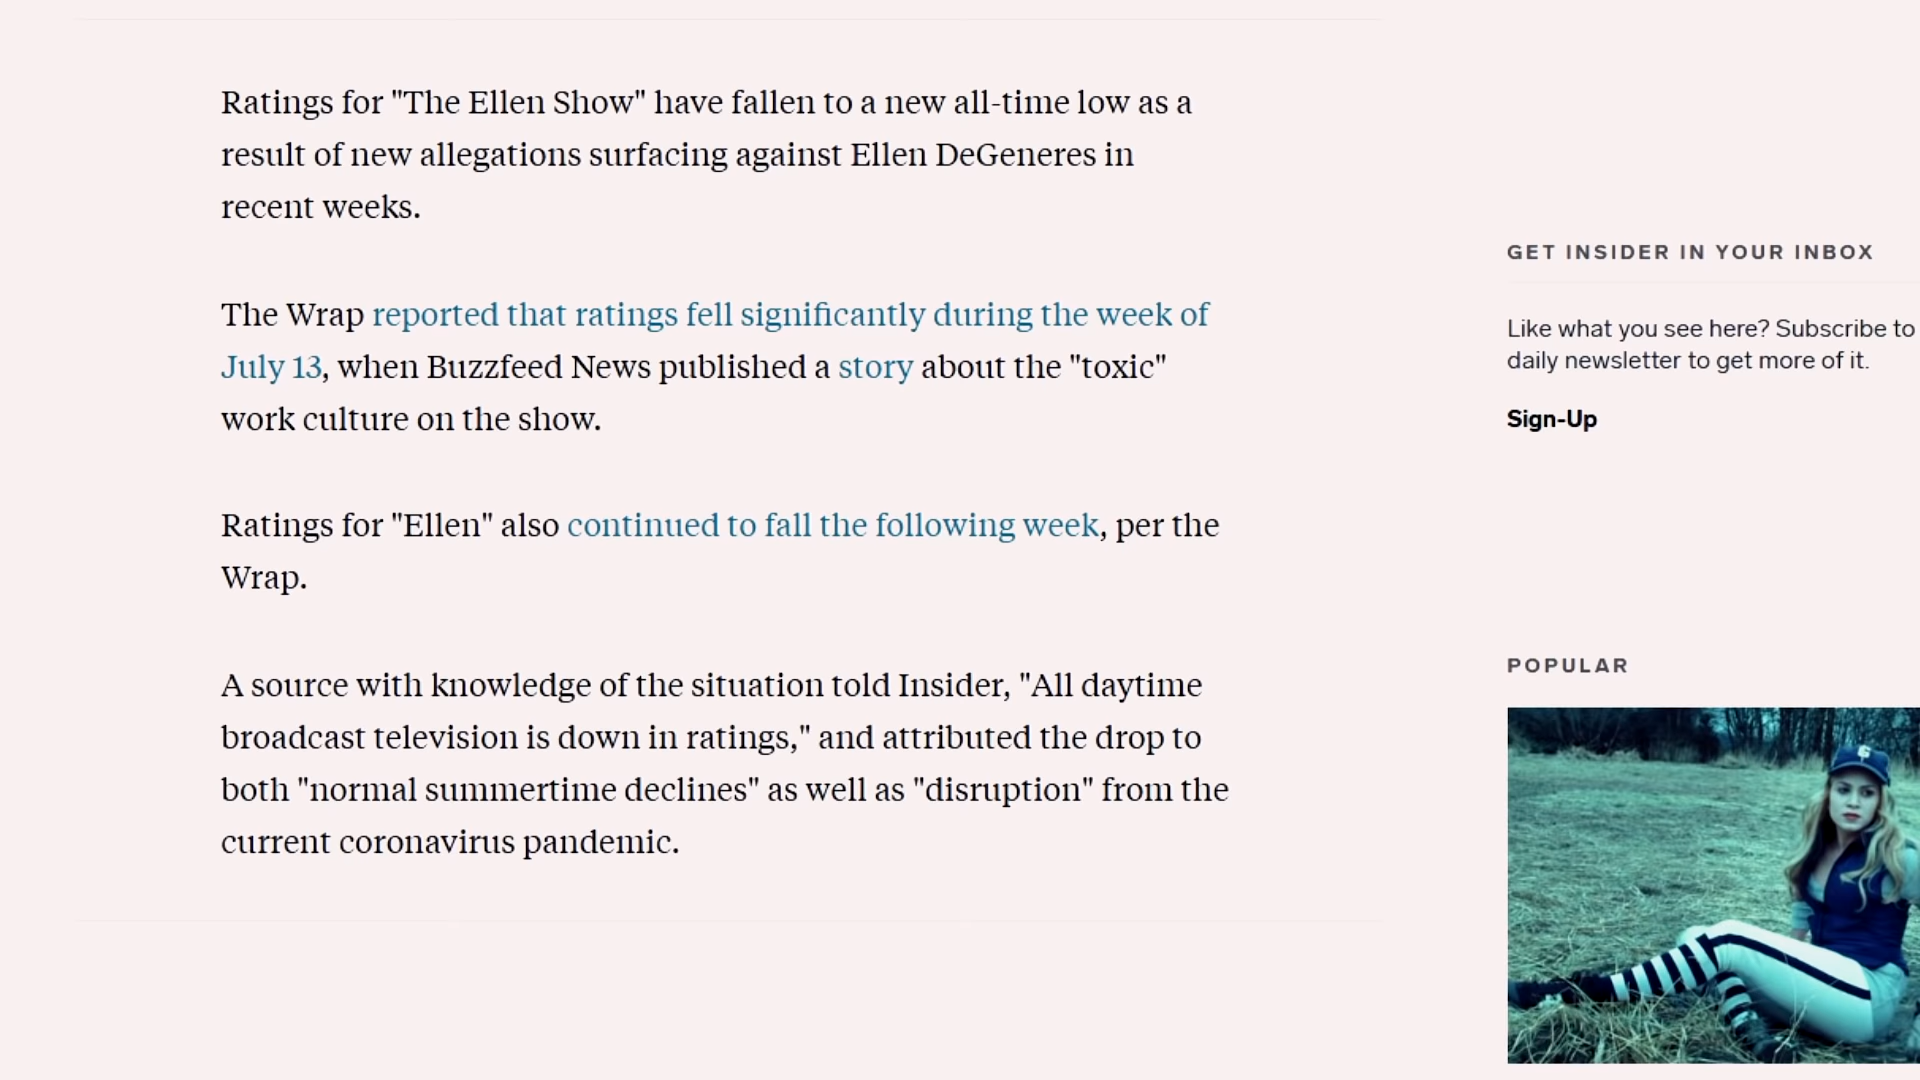 Ratings for "The Ellen Show" have fallen to a new all-time low as a
result of new allegations surfacing against Ellen DeGeneres in
recent weeks.
The Wrap reported that ratings fell significantly during the week of
July 13, when Buzzfeed News published a story about the "toxic"
work culture on the show.
Ratings for "Ellen" also continued to fall the following week, per the
Wrap.
A source with knowledge of the situation told Insider, "All daytime
broadcast television is down in ratings," and attributed the drop to
both "normal summertime declines" as well as "disruption" from the
current coronavirus pandemic.
GET INSIDER IN YOUR INBOX
Like what you see here? Subscribe to
daily newsletter to get more of it.
Sign-Up
POPULAR